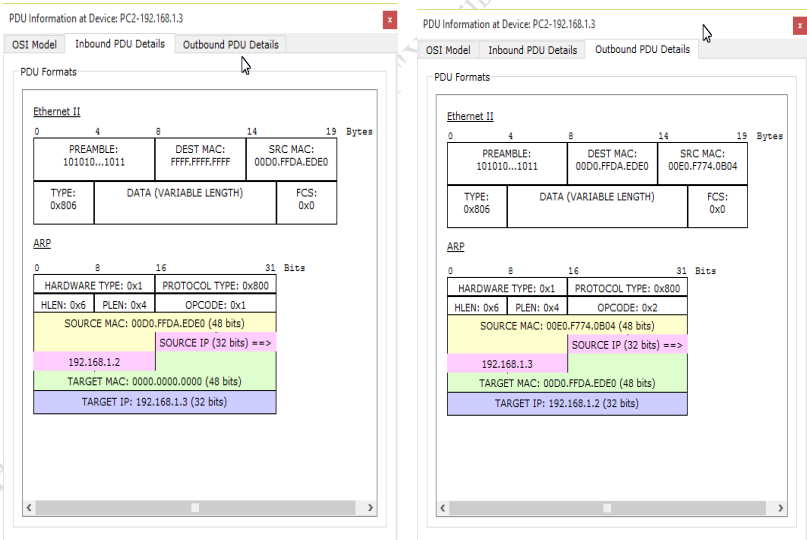 PDU Information at Device: PC2-192.168.1.3
x
OSI Model Inbound PDU Details Outbound PDU Details
PDU Formats
Ethernet II
0 4 8 14 19 Bytes
PREAMBLE: DEST MAC: SRC MAC:
101010...1011 FFFF.FFFF.FFFF 00D0.FFDA.EDE0
TYPE: DATA (VARIABLE LENGTH) FCS:
0x806 0x0
ARP
0 8 16 31 Bits
HARDWARE TYPE: 0x1 PROTOCOL TYPE: 0x800
HLEN: 0x6 PLEN: 0x4 OPCODE: 0x1
SOURCE MAC: 00D0.FFDA.EDE0 (48 bits)
SOURCE IP (32 bits) ==>
192.168.1.2
TARGET MAC: 0000.0000.0000 (48 bits)
TARGET IP: 192.168.1.3 (32 bits)
PDU Information at Device: PC2-192.168.1.3
x
OSI Model Inbound PDU Details Outbound PDU Details
PDU Formats
Ethernet II
0 4 8 14 19 Bytes
PREAMBLE: DEST MAC: SRC MAC:
101010...1011 00D0.FFDA.EDE0 00E0.F774.0B04
TYPE: DATA (VARIABLE LENGTH) FCS:
0x806 0x0
ARP
0 8 16 31 Bits
HARDWARE TYPE: 0x1 PROTOCOL TYPE: 0x800
HLEN: 0x6 PLEN: 0x4 OPCODE: 0x2
SOURCE MAC: 00E0.F774.0B04 (48 bits)
SOURCE IP (32 bits) ==>
192.168.1.3
TARGET MAC: 00D0.FFDA.EDE0 (48 bits)
TARGET IP: 192.168.1.2 (32 bits)